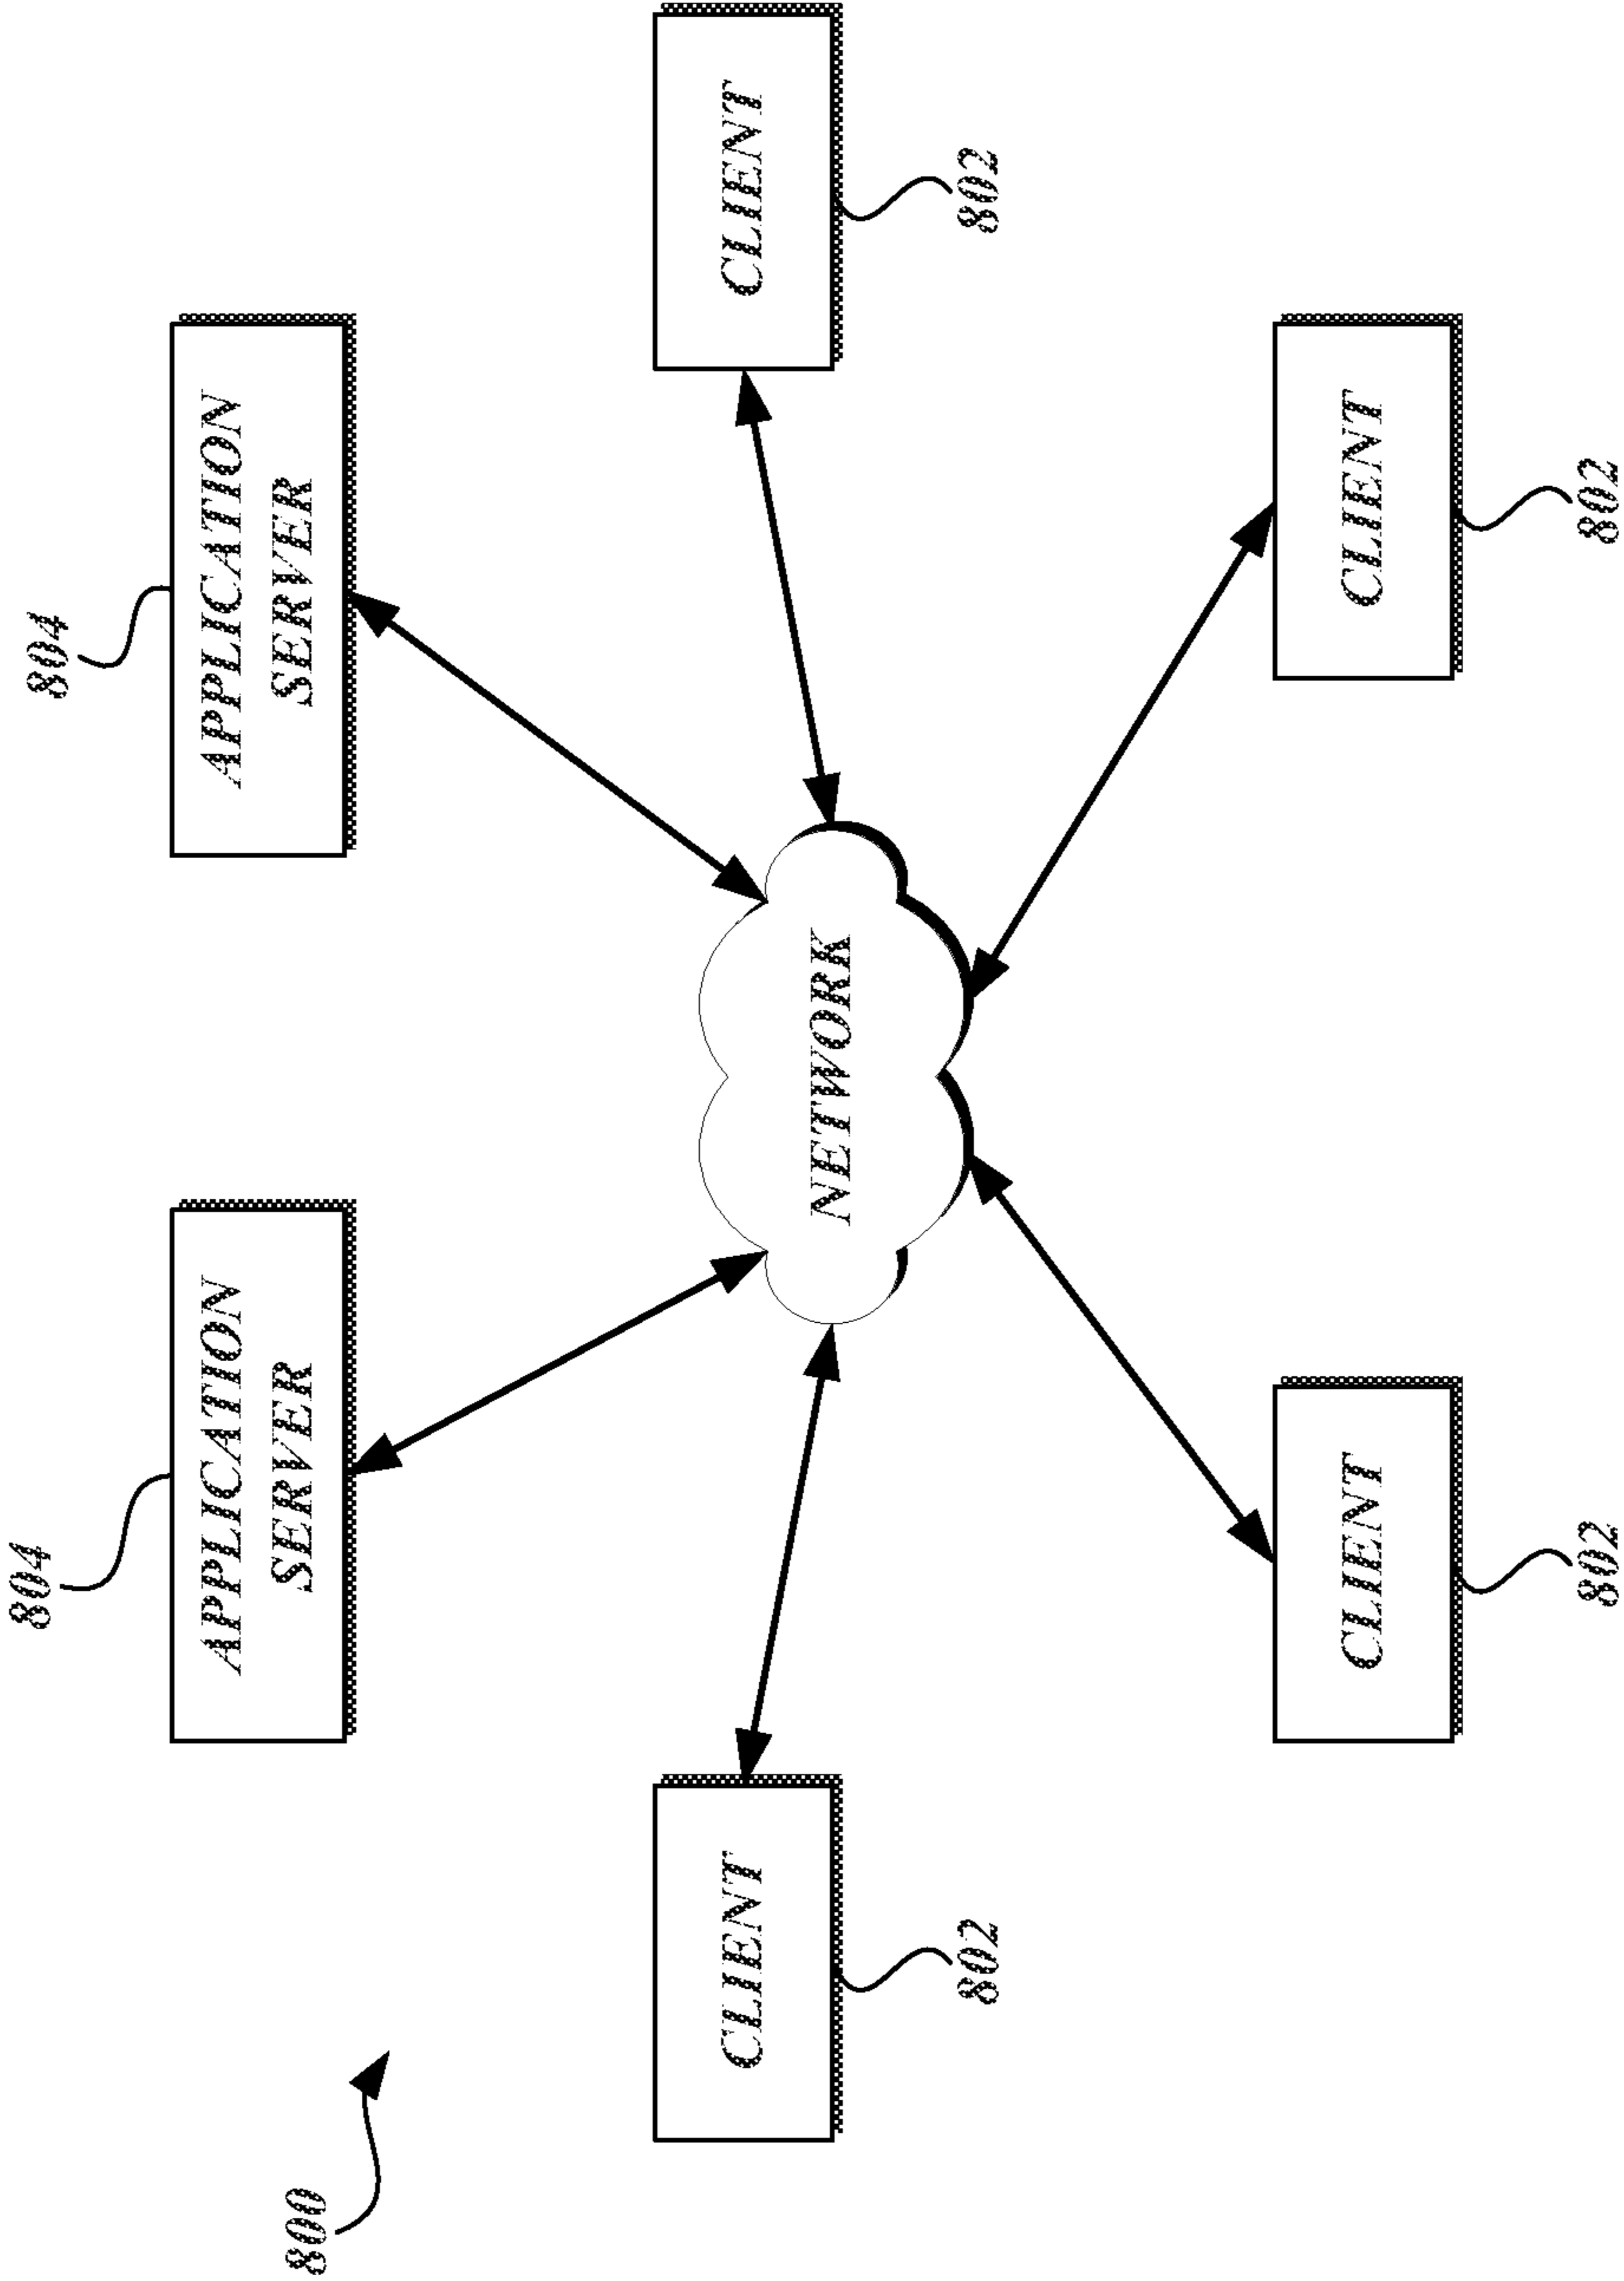 804
804
APPLICATION
SERVER
APPLICATION
SERVER
800
CLIENT
CLIENT
NETWORK
802
802
CLIENT
CLIENT
802
802